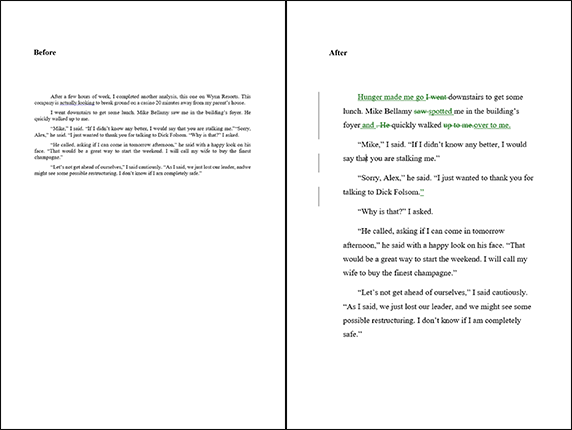 Before
After a few hours of work, I completed another analysis, this one on Wynn Resorts. This
company is actually looking to break ground on a casino 20 minutes away from my parent's house.
I went downstairs to get some lunch. Mike Bellamy saw me in the building's foyer. He
quickly walked up to me.
“Mike,” I said. “If I didn't know any better, I would say that you are stalking me.” “Sorry,
Alex,” he said. “I just wanted to thank you for talking to Dick Folsom. “Why is that?” I asked.
“He called, asking if I can come in tomorrow afternoon,” he said with a happy look on his
face. “That would be a great way to start the weekend. I will call my wife to buy the finest
champagne.”
“Let's not get ahead of ourselves,” I said cautiously. “As I said, we just lost our leader, and we
might see some possible restructuring. I don't know if I am completely safe.”
After
Hunger made me go I went downstairs to get some
lunch. Mike Bellamy saw spotted me in the building's
foyer and . He quickly walked up to me. over to me.
“Mike,” I said. “If I didn't know any better, I would
say that you are stalking me.”
“Sorry, Alex,” he said. “I just wanted to thank you for
talking to Dick Folsom.”
“Why is that?” I asked.
“He called, asking if I can come in tomorrow
afternoon,” he said with a happy look on his face. “That
would be a great way to start the weekend. I will call my
wife to buy the finest champagne.”
“Let's not get ahead of ourselves,” I said cautiously.
“As I said, we just lost our leader, and we might see some
possible restructuring. I don't know if I am completely
safe.”